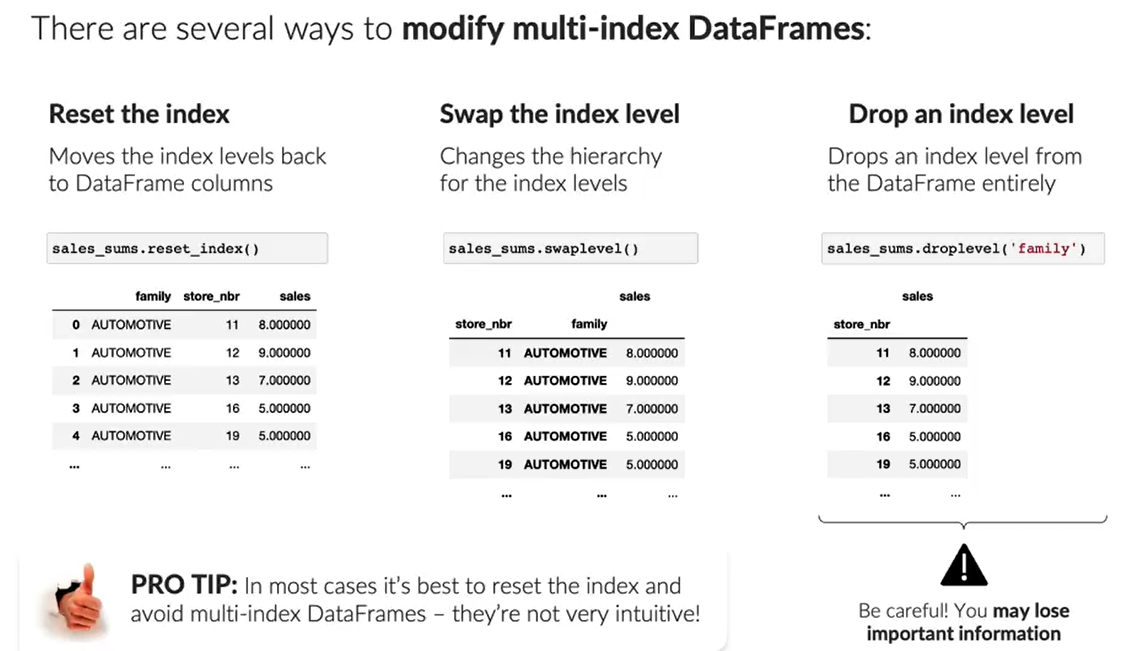 There are several ways to modify multi-index DataFrames:
Reset the index
Moves the index levels back
to DataFrame columns
sales_sums.reset_index()
family store_nbr sales
0 AUTOMOTIVE 11 8.000000
1 AUTOMOTIVE 12 9.000000
2 AUTOMOTIVE 13 7.000000
3 AUTOMOTIVE 16 5.000000
4 AUTOMOTIVE 19 5.000000
... ... ... ...
Swap the index level
Changes the hierarchy
for the index levels
sales_sums.swaplevel()
sales
store_nbr family
11 AUTOMOTIVE 8.000000
12 AUTOMOTIVE 9.000000
13 AUTOMOTIVE 7.000000
16 AUTOMOTIVE 5.000000
19 AUTOMOTIVE 5.000000
... ... ...
Drop an index level
Drops an index level from
the DataFrame entirely
sales_sums.droplevel('family')
sales
store_nbr
11 8.000000
12 9.000000
13 7.000000
16 5.000000
19 5.000000
... ...
Be careful! You may lose
important information
PRO TIP: In most cases it’s best to reset the index and
avoid multi-index DataFrames – they’re not very intuitive!